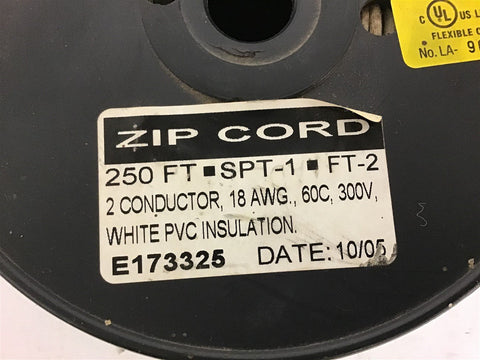 C UL US L
FLEXIBLE C
No. LA-
ZIP CORD
250 FT ■ SPT-1 ■ FT-2
2 CONDUCTOR, 18 AWG., 60C, 300V,
WHITE PVC INSULATION.
E173325 DATE: 10/05